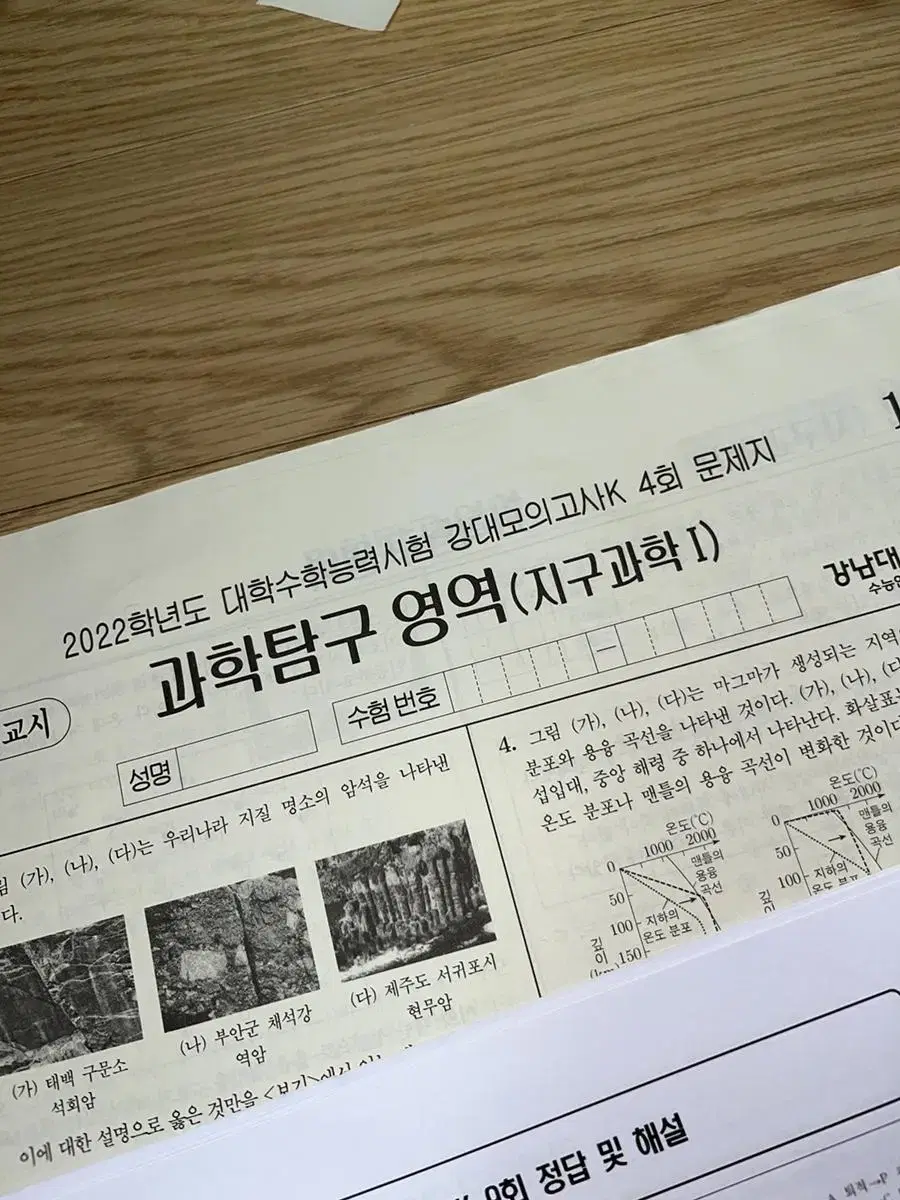 1
2022학년도 대학수학능력시험 강대모의고사K 4회 문제지
과학탐구 영역(지구과학 I)
강남대
교시
성명
수험 번호
(가), (나), (다)는 우리나라 지질 명소의 암석을 나타낸
다.
(가) 태백 구문소
석회암
(나) 부안군 채석강
역암
(다) 제주도 서귀포시
현무암
이에 대한 설명으로 옳은 것만을 <보기>에서
4. 그림 (가), (나), (다)는 마그마가 생성되는 지역
분포와 용융 곡선을 나타낸 것이다. (가), (나), (다
섭입대, 중앙 해령 중 하나에서 나타난다. 화살표는
온도 분포나 맨틀의 용융 곡선이 변화한 것이다
온도(℃)
0 1000 2000
50
100
150
깊이
(km)
맨틀의
용융
곡선
지하의
온도 분포
온도(℃)
0 1000 2000
50
100
깊
맨틀의
용융
곡선
지하의
온도 분포
회 정답 및 해설
퇴적→P